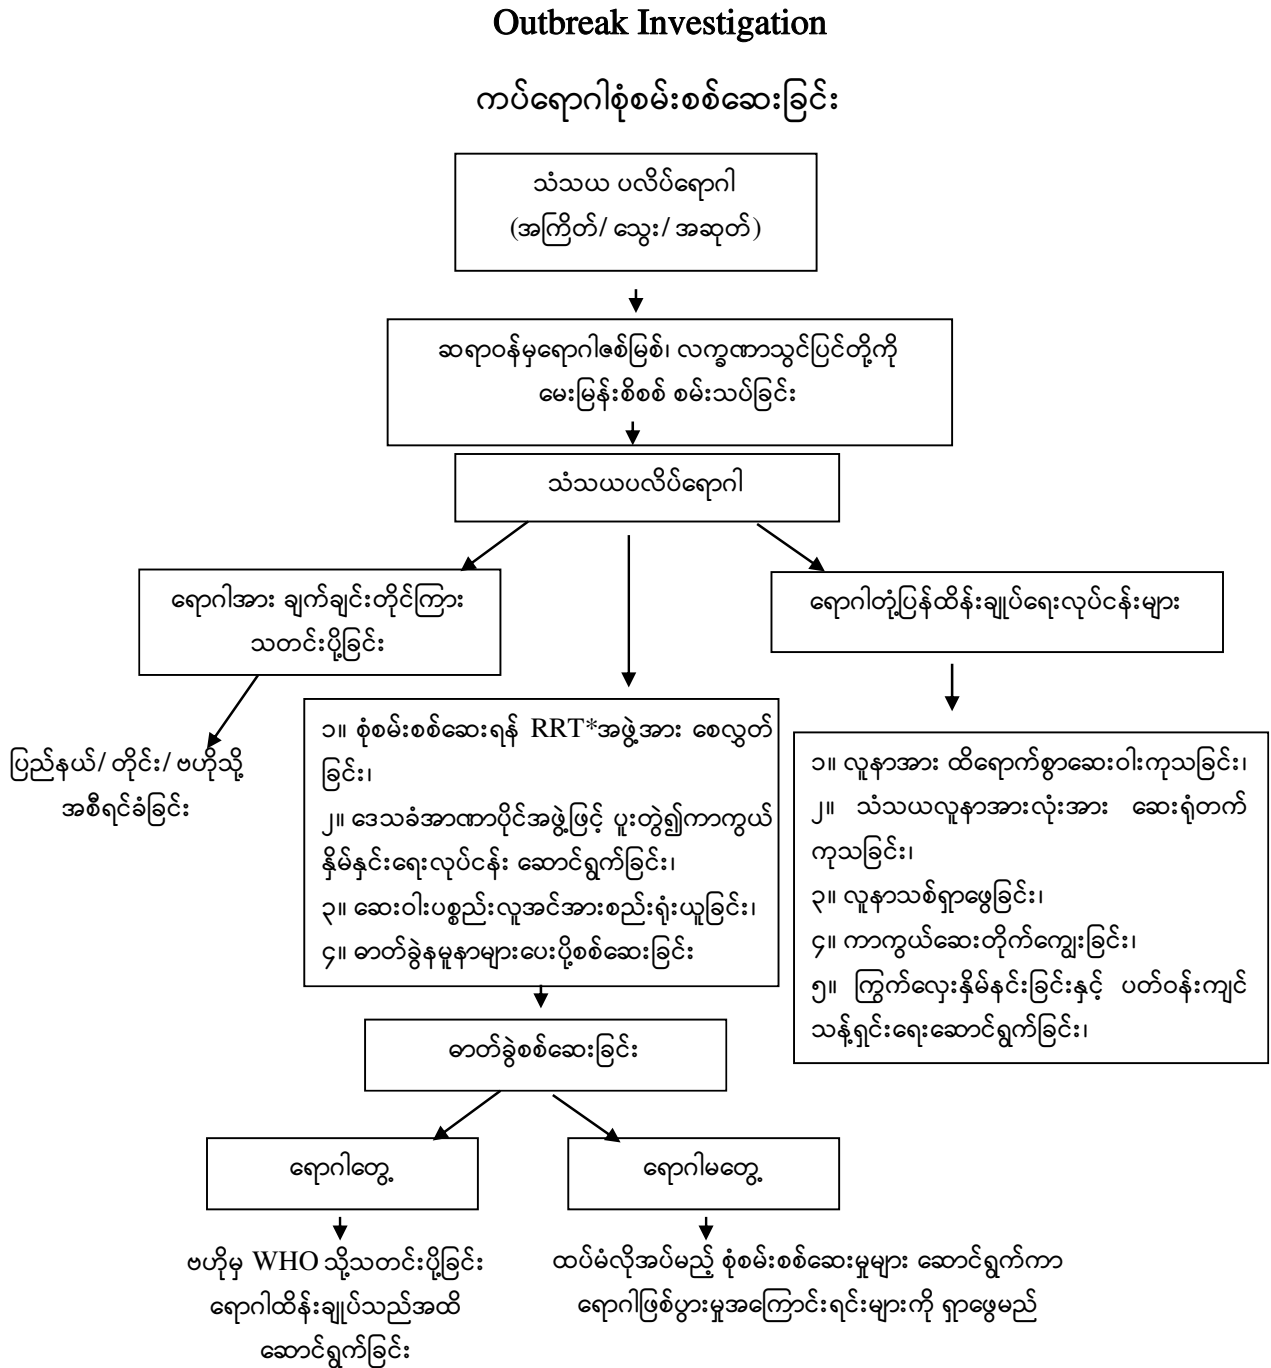 Outbreak Investigation
ကပ်ရောဂါစုံစမ်းစစ်ဆေးခြင်း
သံသယ ပလိပ်ရောဂါ
(အကြိတ်/ သွေး/ အဆုတ်)
ဆရာဝန်မှရောဂါဇစ်မြစ်၊ လက္ခဏာသွင်ပြင်တို့ကို
မေးမြန်းစိစစ် စမ်းသပ်ခြင်း
သံသယပလိပ်ရောဂါ
ရောဂါအား ချက်ချင်းတိုင်ကြား
သတင်းပို့ခြင်း
ပြည်နယ်/ တိုင်း/ ဗဟိုသို့
အစီရင်ခံခြင်း
၁။ စုံစမ်းစစ်ဆေးရန် RRT*အဖွဲ့အား စေလွှတ်
ခြင်း၊
၂။ ဒေသခံအာဏာပိုင်အဖွဲ့ဖြင့် ပူးတွဲ၍ကာကွယ်
နှိမ်နှင်းရေးလုပ်ငန်း ဆောင်ရွက်ခြင်း၊
၃။ ဆေးဝါးပစ္စည်းလူအင်အားစည်းရုံးယူခြင်း၊
၄။ ဓာတ်ခွဲနမူနာများပေးပို့စစ်ဆေးခြင်း
ရောဂါတုံ့ပြန်ထိန်းချုပ်ရေးလုပ်ငန်းများ
၁။ လူနာအား ထိရောက်စွာဆေးဝါးကုသခြင်း၊
၂။ သံသယလူနာအားလုံးအား ဆေးရုံတက်
ကုသခြင်း၊
၃။ လူနာသစ်ရှာဖွေခြင်း၊
၄။ ကာကွယ်ဆေးတိုက်ကျွေးခြင်း၊
၅။ ကြွက်လှေးနှိမ်နင်းခြင်းနှင့် ပတ်ဝန်းကျင်
သန့်ရှင်းရေးဆောင်ရွက်ခြင်း၊
ဓာတ်ခွဲစစ်ဆေးခြင်း
ရောဂါတွေ့
ဗဟိုမှ WHO သို့သတင်းပို့ခြင်း
ရောဂါထိန်းချုပ်သည်အထိ
ဆောင်ရွက်ခြင်း
ရောဂါမတွေ့
ထပ်မံလိုအပ်မည့် စုံစမ်းစစ်ဆေးမှုများ ဆောင်ရွက်ကာ
ရောဂါဖြစ်ပွားမှုအကြောင်းရင်းများကို ရှာဖွေမည်